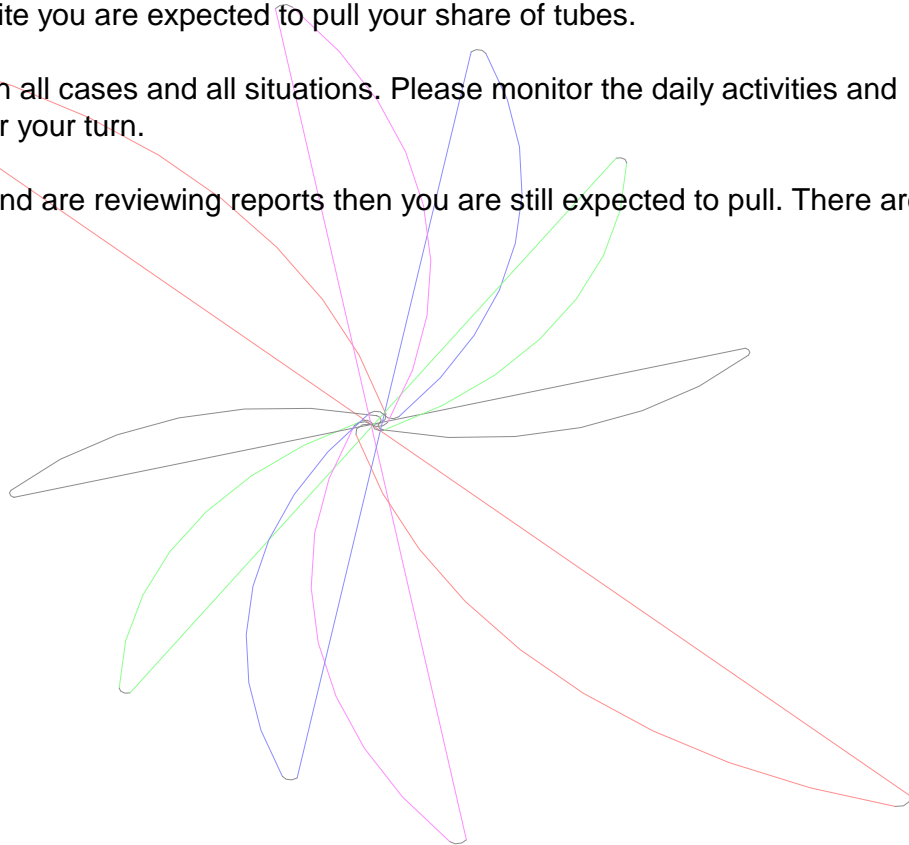 ite you are expected to pull your share of tubes.
n all cases and all situations. Please monitor the daily activities and
r your turn.
nd are reviewing reports then you are still expected to pull. There are